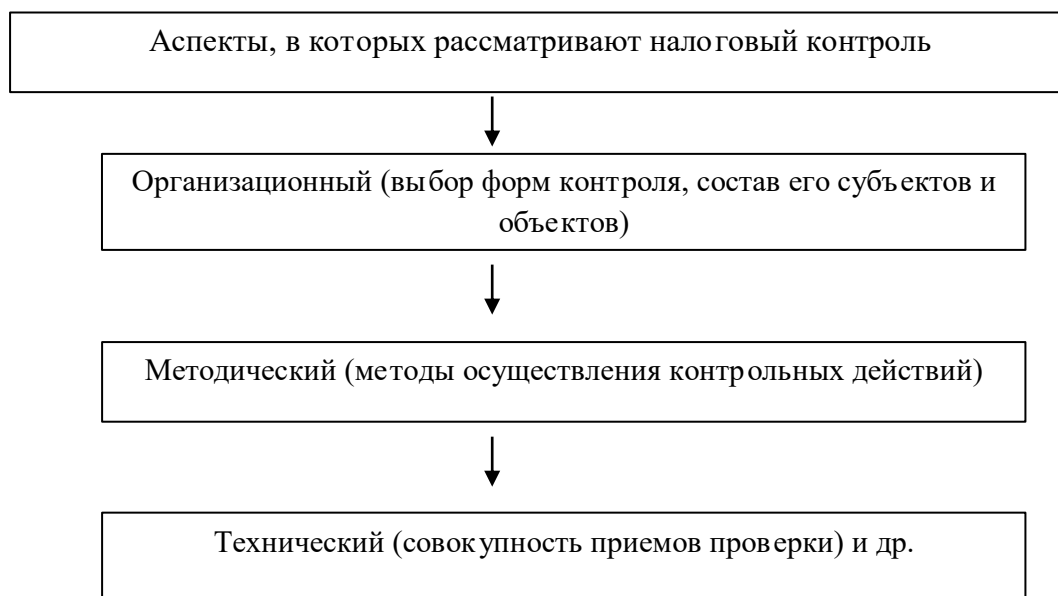 Аспекты, в которых рассматривают налоговый контроль
Организационный (выбор форм контроля, состав его субъектов и
объектов)
Методический (методы осуществления контрольных действий)
Технический (совокупность приемов проверки) и др.